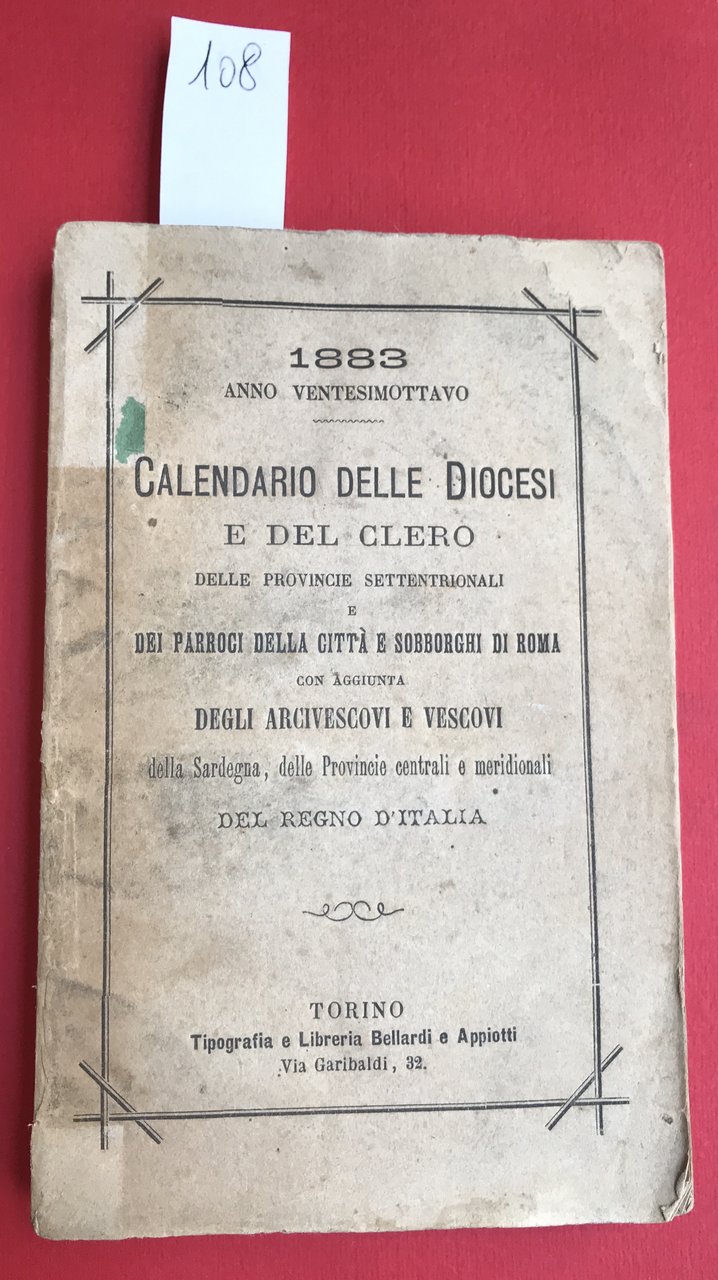 108
1883
ANNO VENTESIMOTTAVO
CALENDARIO DELLE DIOCESI
E DEL CLERO
DELLE PROVINCIE SETTENTRIONALI
E
DEI PARROCI DELLA CITTÀ E SOBBORGHI DI ROMA
CON AGGIUNTA
DEGLI ARCIVESCOVI E VESCOVI
della Sardegna, delle Provincie centrali e meridionali
DEL REGNO D'ITALIA
TORINO
Tipografia e Libreria Bellardi e Appiotti
Via Garibaldi, 32.